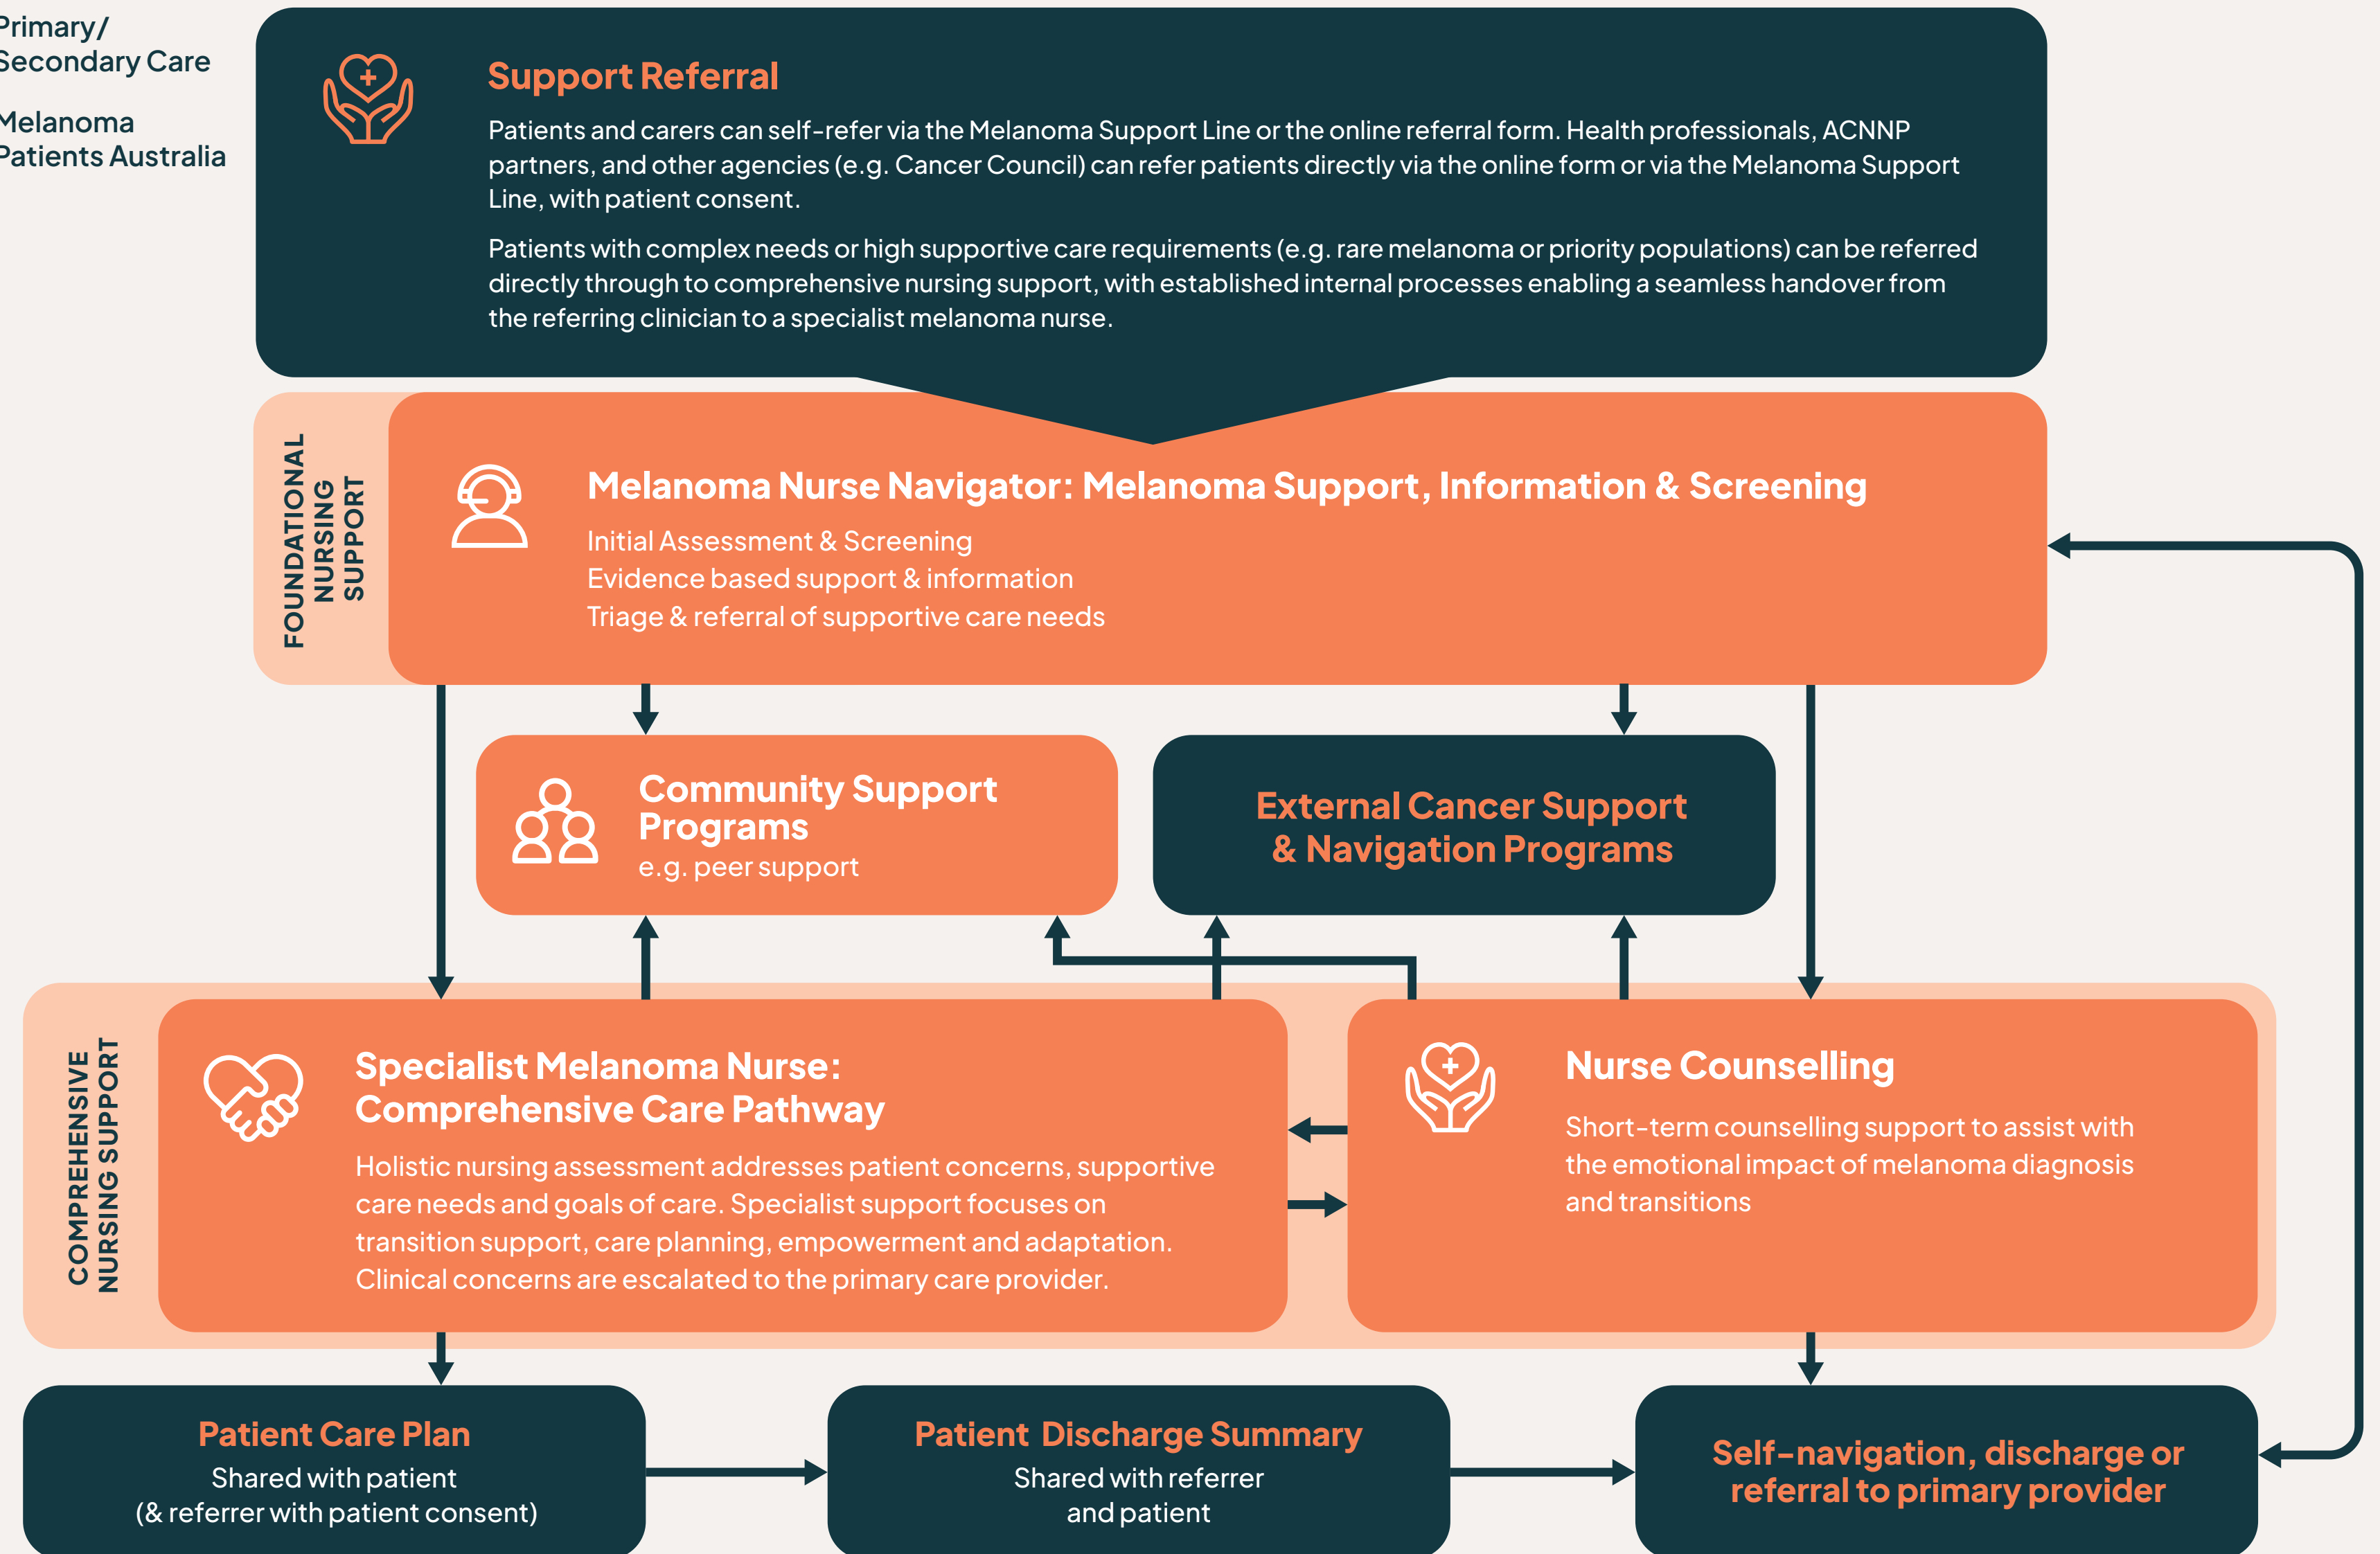 Primary/
Secondary Care
Melanoma
Patients Australia
Support Referral
Patients and carers can self-refer via the Melanoma Support Line or the online referral form. Health professionals, ACNNP
partners, and other agencies (e.g. Cancer Council) can refer patients directly via the online form or via the Melanoma Support
Line, with patient consent.
Patients with complex needs or high supportive care requirements (e.g. rare melanoma or priority populations) can be referred
directly through to comprehensive nursing support, with established internal processes enabling a seamless handover from
the referring clinician to a specialist melanoma nurse.
FOUNDATIONAL
NURSING
SUPPORT
Melanoma Nurse Navigator: Melanoma Support, Information & Screening
Initial Assessment & Screening
Evidence based support & information
Triage & referral of supportive care needs
Community Support
Programs
e.g. peer support
External Cancer Support
& Navigation Programs
COMPREHENSIVE
NURSING SUPPORT
Specialist Melanoma Nurse:
Comprehensive Care Pathway
Holistic nursing assessment addresses patient concerns, supportive
care needs and goals of care. Specialist support focuses on
transition support, care planning, empowerment and adaptation.
Clinical concerns are escalated to the primary care provider.
Nurse Counselling
Short-term counselling support to assist with
the emotional impact of melanoma diagnosis
and transitions
Patient Care Plan
Shared with patient
(& referrer with patient consent)
Patient Discharge Summary
Shared with referrer
and patient
Self-navigation, discharge or
referral to primary provider